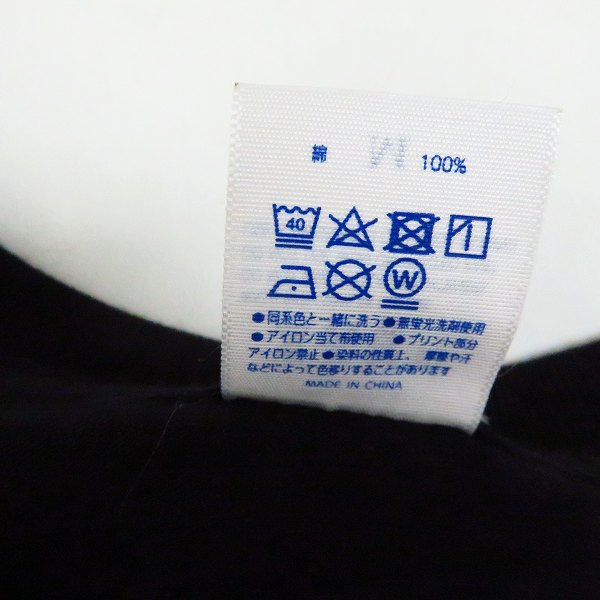 綿 100%
40
W
●同系色と一緒に洗う●無蛍光洗剤使用
●アイロン当て布使用 ●プリント部分
アイロン禁止●染料の性質上、摩擦や汗
などによって色移りすることがあります
MADE IN CHINA